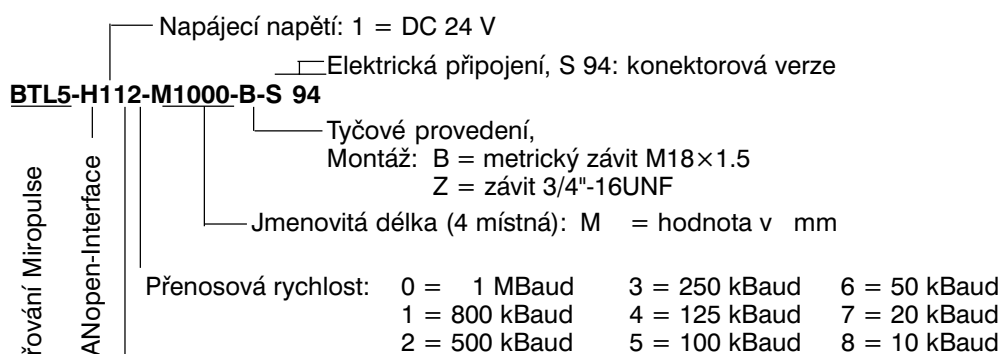 Napájecí napětí: 1 = DC 24 V
Elektrická připojení, S 94: konektorová verze
BTL5-H112-M1000-B-S 94
Tyčové provedení,
Montáž: B = metrický závit M18×1.5
Z = závit 3/4"-16UNF
Jmenovitá délka (4 místná): M = hodnota v mm
Přenosová rychlost: 0 = 1 MBaud 3 = 250 kBaud 6 = 50 kBaud
1 = 800 kBaud 4 = 125 kBaud 7 = 20 kBaud
2 = 500 kBaud 5 = 100 kBaud 8 = 10 kBaud
řování Miropulse
ANopen-Interface